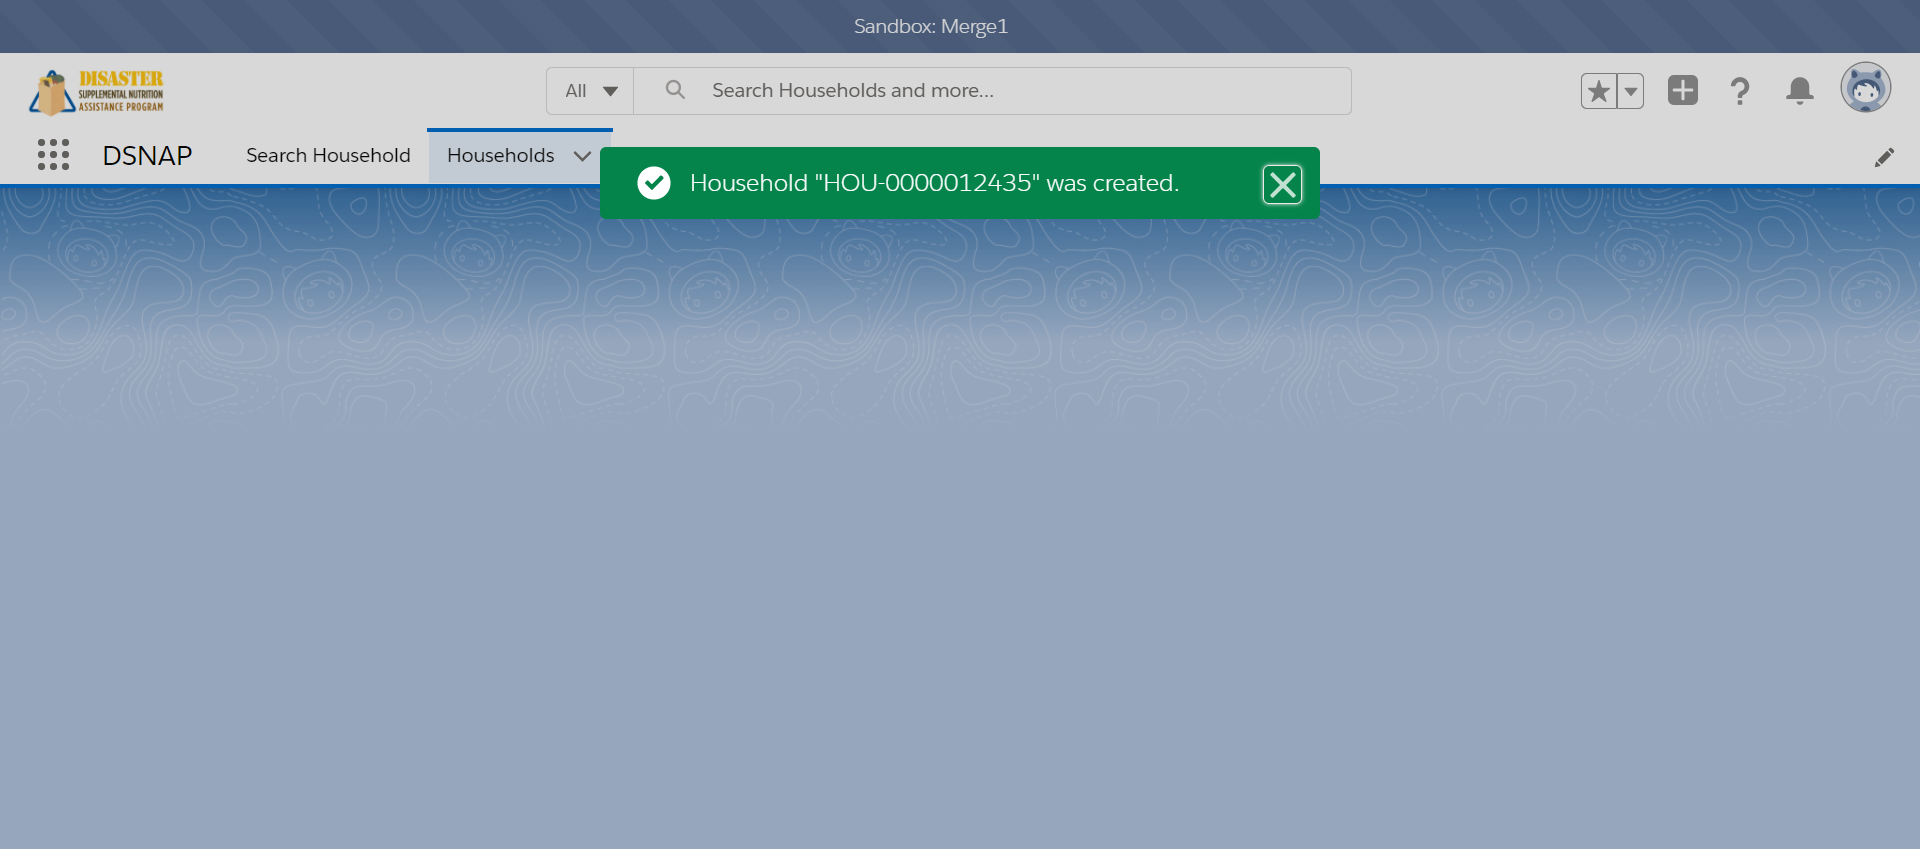 Sandbox: Merge1
DISASTER
SUPPLEMENTAL NUTRITION
ASSISTANCE PROGRAM
All
Search Households and more...
DSNAP
Search Household
Households
Household "HOU-0000012435" was created.